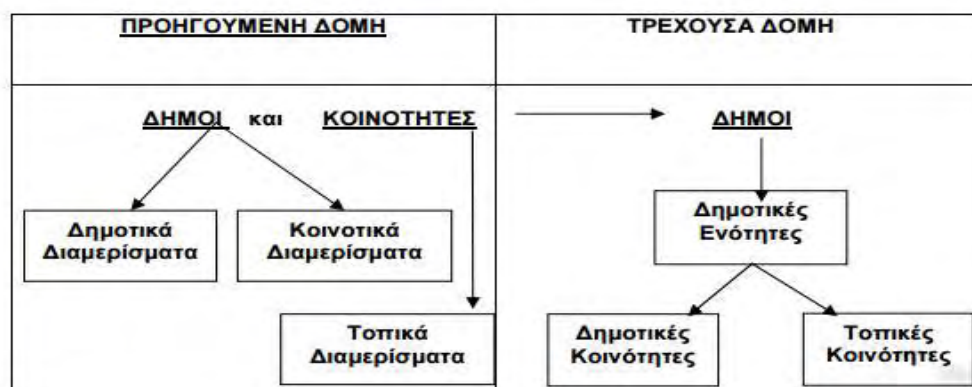 ΠΡΟΗΓΟΥΜΕΝΗ ΔΟΜΗ
ΤΡΕΧΟΥΣΑ ΔΟΜΗ
ΔΗΜΟΙ και ΚΟΙΝΟΤΗΤΕΣ
ΔΗΜΟΙ
Δημοτικά
Διαμερίσματα
Κοινοτικά
Διαμερίσματα
Τοπικά
Διαμερίσματα
Δημοτικές
Ενότητες
Δημοτικές
Κοινότητες
Τοπικές
Κοινότητες